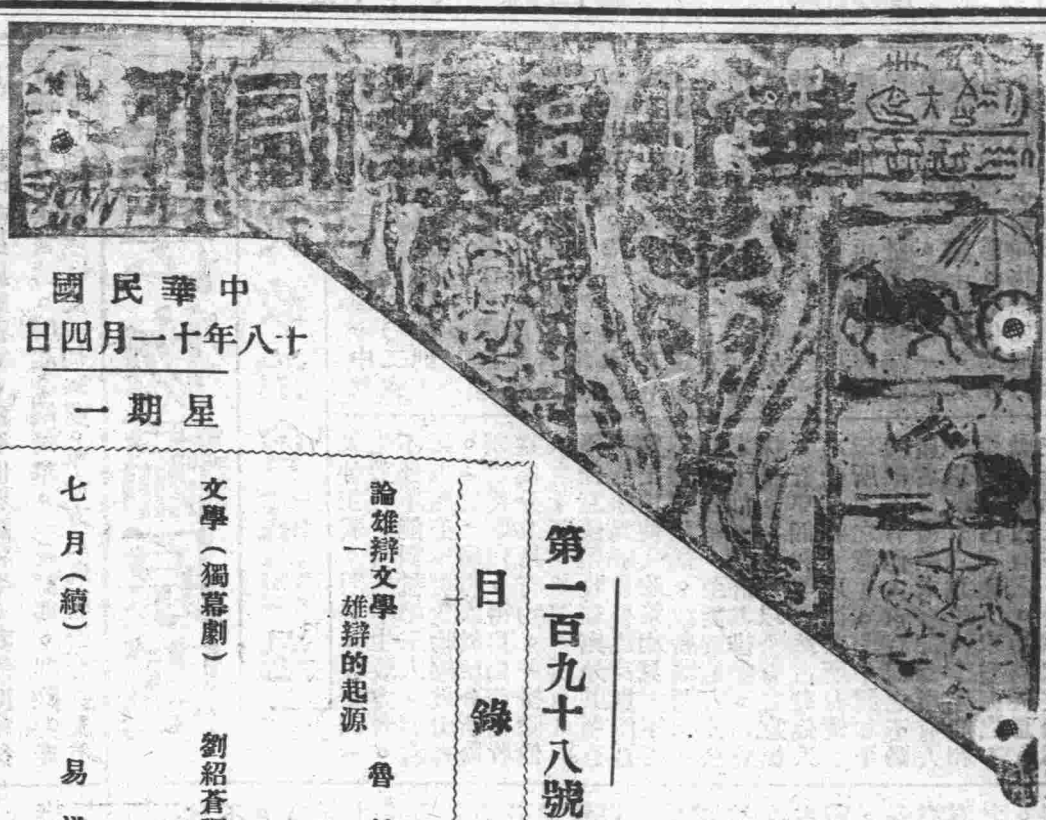 中華民國
十八年十一月四日
星期一
第一百九十八號
目錄
論雄辯文學 魯
一 雄辯的起源
文學（獨幕劇） 劉紹蒼
七月（續） 易